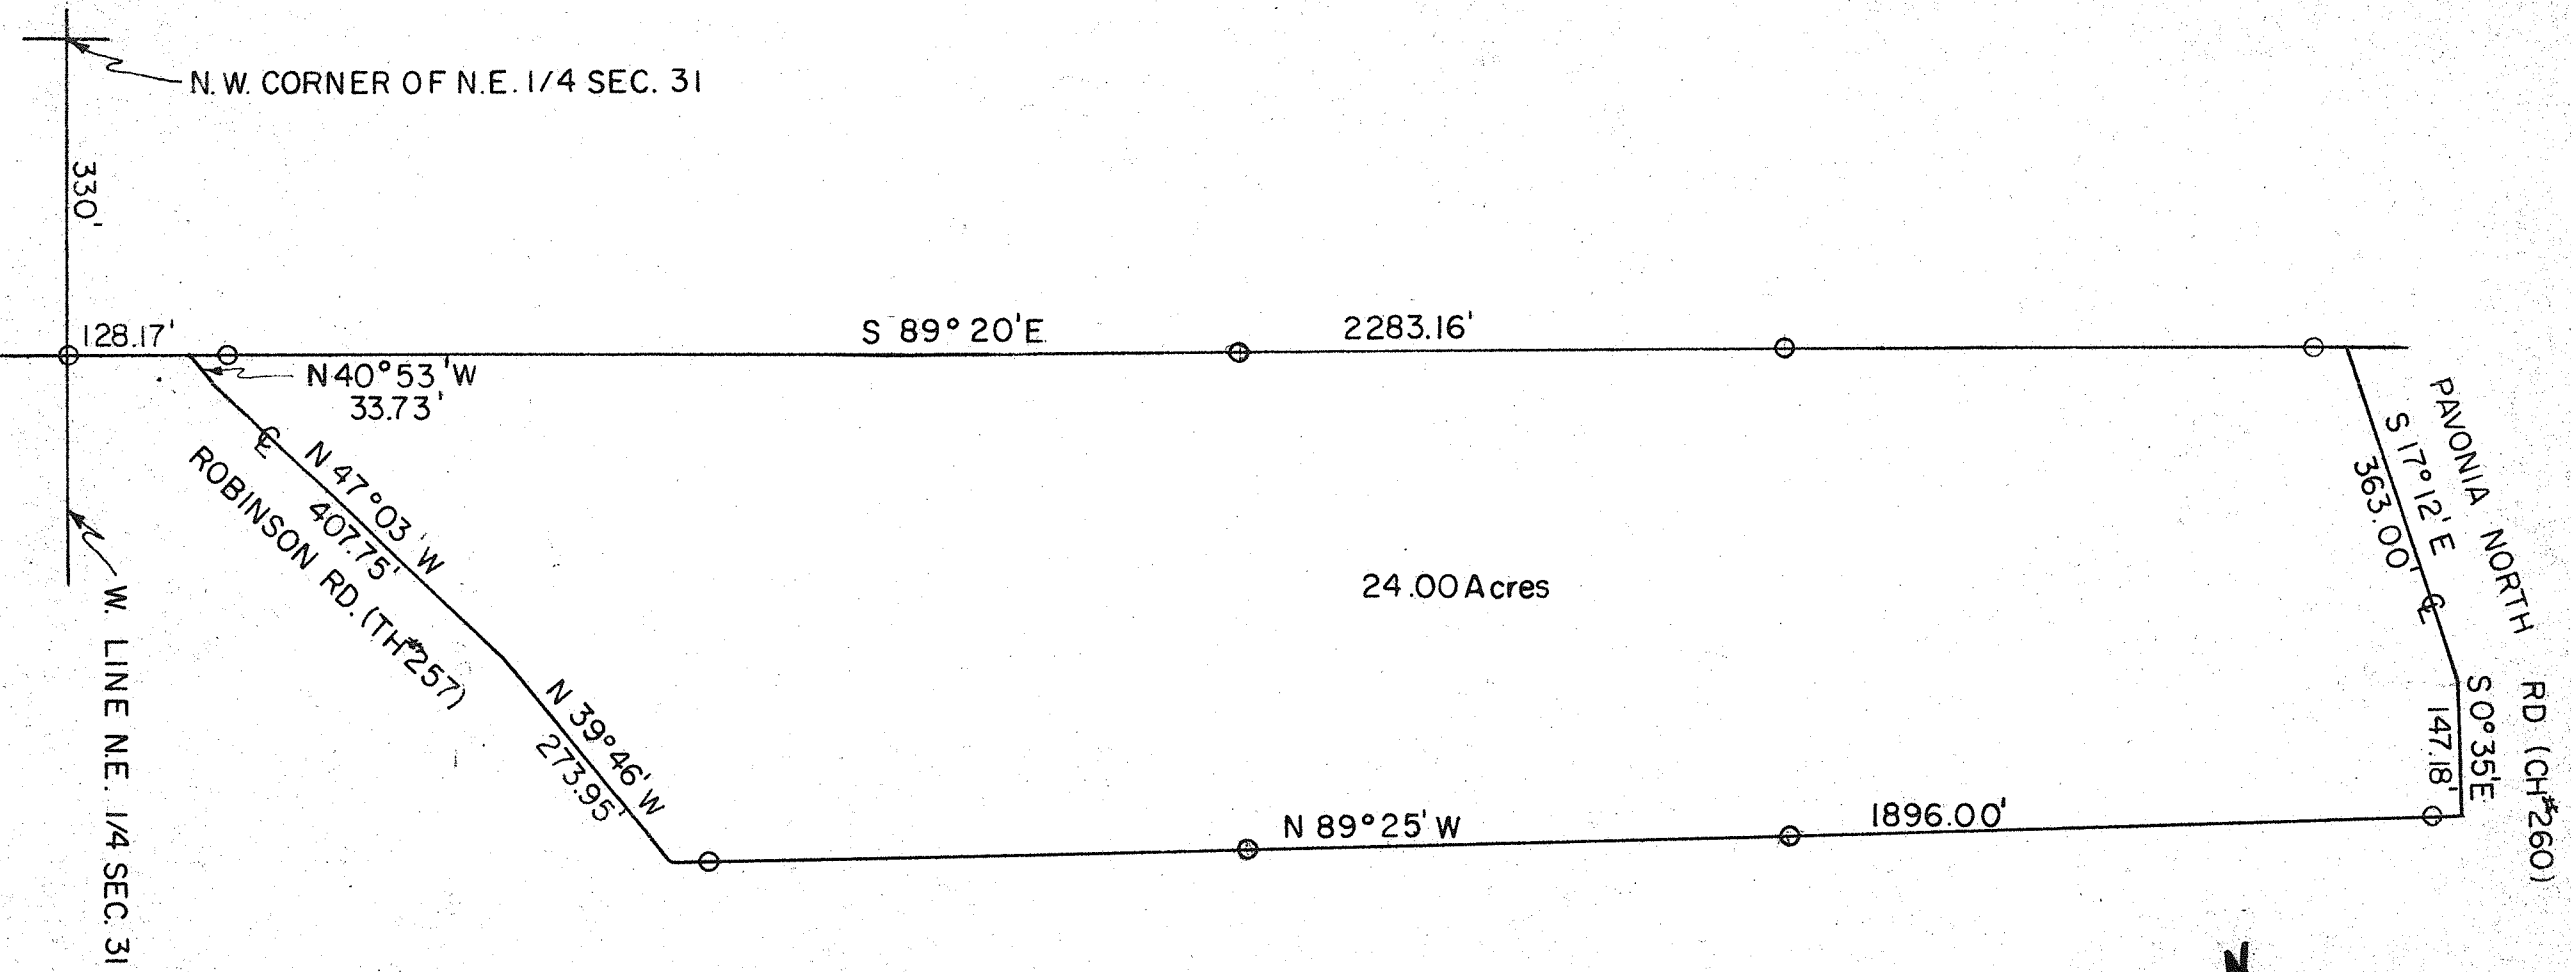 N.W. CORNER OF N.E. 1/4 SEC. 31
330'
128.17'
S 89° 20'E
2283.16'
N 40°53'W
33.73'
℄
N 47°03'W
407.75'
ROBINSON RD. (TH#257)
N 39°46'W
273.95'
W. LINE N.E. 1/4 SEC. 31
24.00 Acres
PAVONIA NORTH RD (CH#260)
S 17°12'E
363.00'
℄
S 0°35'E
147.18'
N 89°25'W
1896.00'